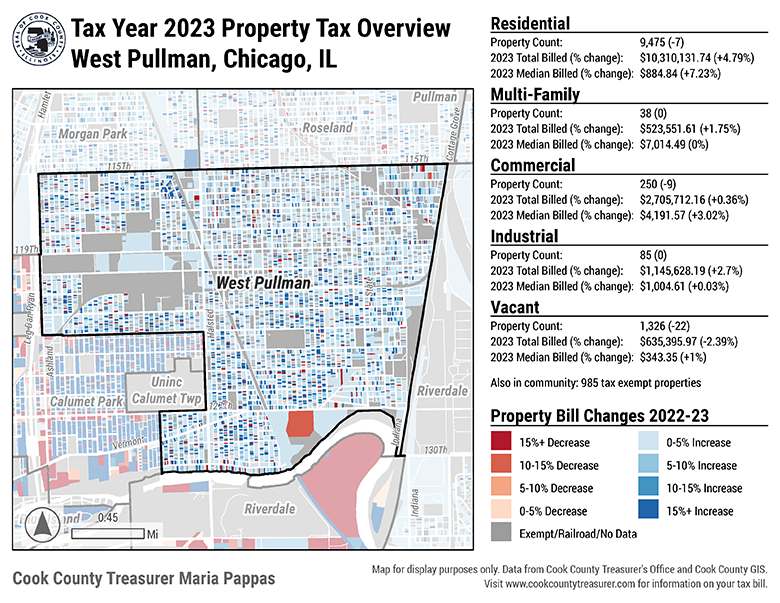 Tax Year 2023 Property Tax Overview
West Pullman, Chicago, IL
Residential
Property Count: 9,475 (-7)
2023 Total Billed (% change): $10,310,131.74 (+4.79%)
2023 Median Billed (% change): $884.84 (+7.23%)
Multi-Family
Property Count: 38 (0)
2023 Total Billed (% change): $523,551.61 (+1.75%)
2023 Median Billed (% change): $7,014.49 (0%)
Commercial
Property Count: 250 (-9)
2023 Total Billed (% change): $2,705,712.16 (+0.36%)
2023 Median Billed (% change): $4,191.57 (+3.02%)
Industrial
Property Count: 85 (0)
2023 Total Billed (% change): $1,145,628.19 (+2.7%)
2023 Median Billed (% change): $1,004.61 (+0.03%)
Vacant
Property Count: 1,326 (-22)
2023 Total Billed (% change): $635,395.97 (-2.39%)
2023 Median Billed (% change): $343.35 (+1%)
Also in community: 985 tax exempt properties
Property Bill Changes 2022-23
15%+ Decrease
10-15% Decrease
5-10% Decrease
0-5% Decrease
Exempt/Railroad/No Data
0-5% Increase
5-10% Increase
10-15% Increase
15%+ Increase
Pullman
Morgan Park
Roseland
Cottage Grove
115Th
115Th
119Th
West Pullman
State
Halsted
Ashland
Uninc
Calumet Twp
Calumet Park
Riverdale
Vermont
Indiana
130Th
Riverdale
Indiana
0.45
Mi
Cook County Treasurer Maria Pappas
Map for display purposes only. Data from Cook County Treasurer's Office and Cook County GIS.
Visit www.cookcountytreasurer.com for information on your tax bill.